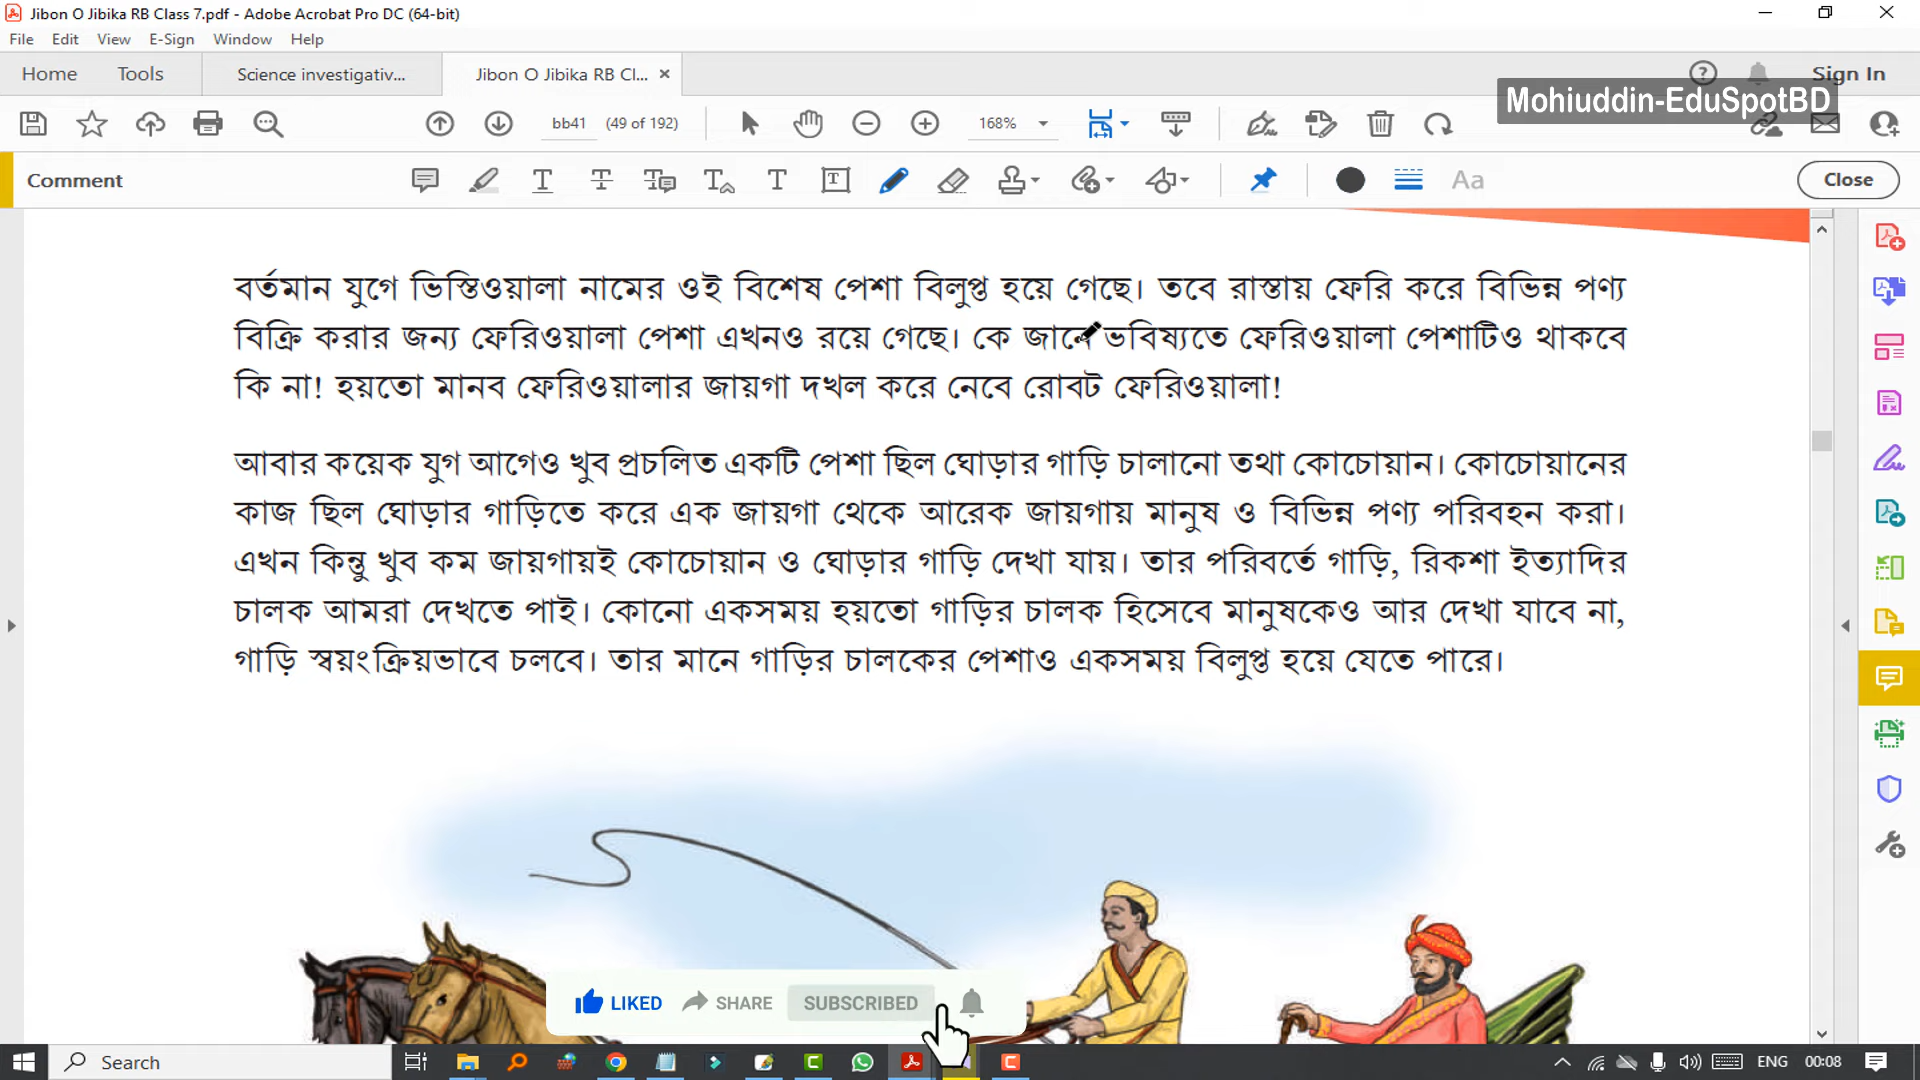 Jibon O Jibika RB Class 7.pdf - Adobe Acrobat Pro DC (64-bit)
File Edit View E-Sign Window Help
Home Tools Science investigativ... Jibon O Jibika RB Cl... × Sign In
Mohiuddin-EduSpotBD
bb41 (49 of 192) 168%
Comment Aa Close
বর্তমান যুগে ভিস্তিওয়ালা নামের ওই বিশেষ পেশা বিলুপ্ত হয়ে গেছে। তবে রাস্তায় ফেরি করে বিভিন্ন পণ্য
বিক্রি করার জন্য ফেরিওয়ালা পেশা এখনও রয়ে গেছে। কে জানে ভবিষ্যতে ফেরিওয়ালা পেশাটিও থাকবে
কি না! হয়তো মানব ফেরিওয়ালার জায়গা দখল করে নেবে রোবট ফেরিওয়ালা!
আবার কয়েক যুগ আগেও খুব প্রচলিত একটি পেশা ছিল ঘোড়ার গাড়ি চালানো তথা কোচোয়ান। কোচোয়ানের
কাজ ছিল ঘোড়ার গাড়িতে করে এক জায়গা থেকে আরেক জায়গায় মানুষ ও বিভিন্ন পণ্য পরিবহন করা।
এখন কিন্তু খুব কম জায়গায়ই কোচোয়ান ও ঘোড়ার গাড়ি দেখা যায়। তার পরিবর্তে গাড়ি, রিকশা ইত্যাদির
চালক আমরা দেখতে পাই। কোনো একসময় হয়তো গাড়ির চালক হিসেবে মানুষকেও আর দেখা যাবে না,
গাড়ি স্বয়ংক্রিয়ভাবে চলবে। তার মানে গাড়ির চালকের পেশাও একসময় বিলুপ্ত হয়ে যেতে পারে।
LIKED SHARE SUBSCRIBED
Search ENG 00:08